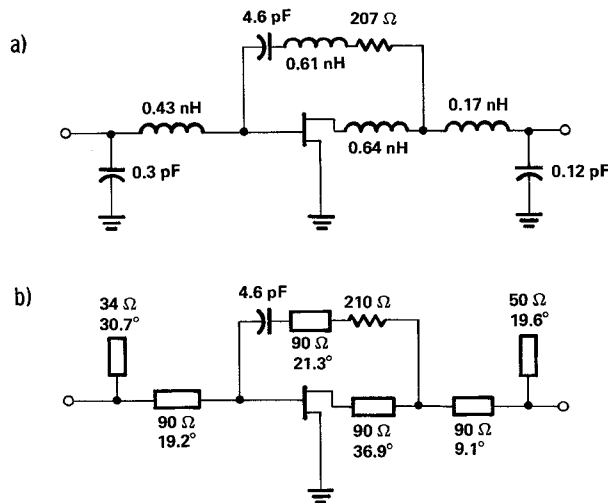 a)
4.6 pF
207 Ω
0.61 nH
0.43 nH
0.17 nH
0.64 nH
0.3 pF
0.12 pF
b)
34 Ω
30.7°
4.6 pF
210 Ω
50 Ω
19.6°
90 Ω
21.3°
90 Ω
19.2°
90 Ω
36.9°
90 Ω
9.1°